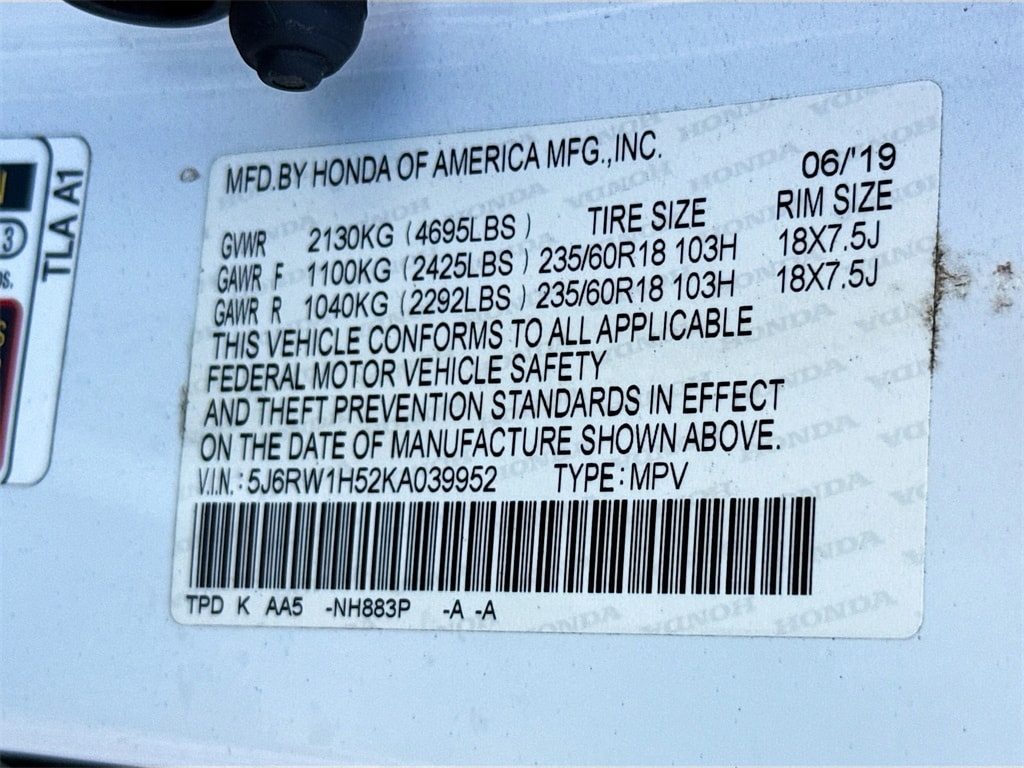 MFD.BY HONDA OF AMERICA MFG.,INC. 06/'19
TIRE SIZE RIM SIZE
GVWR 2130KG (4695LBS)
GAWR F 1100KG (2425LBS) 235/60R18 103H 18X7.5J
GAWR R 1040KG (2292LBS) 235/60R18 103H 18X7.5J
THIS VEHICLE CONFORMS TO ALL APPLICABLE
FEDERAL MOTOR VEHICLE SAFETY
AND THEFT PREVENTION STANDARDS IN EFFECT
ON THE DATE OF MANUFACTURE SHOWN ABOVE.
V.I.N.: 5J6RW1H52KA039952 TYPE: MPV
TPD K AA5 -NH883P -A -A
TLA A1
3